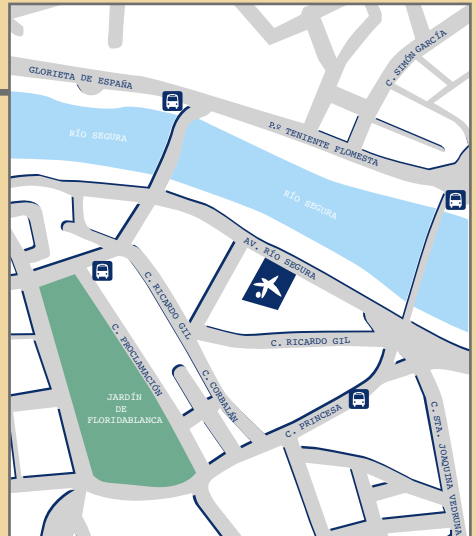 GLORIETA DE ESPAÑA
C. SIMÓN GARCÍA
RÍO SEGURA
P.º TENIENTE FLOMESTA
RÍO SEGURA
AV. RÍO SEGURA
C. RICARDO GIL
C. RICARDO GIL
C. PROCLAMACIÓN
C. CORBALÁN
JARDÍN
DE
FLORIDABLANCA
C. PRINCESA
C. STA. JOAQUINA VEDRUNA